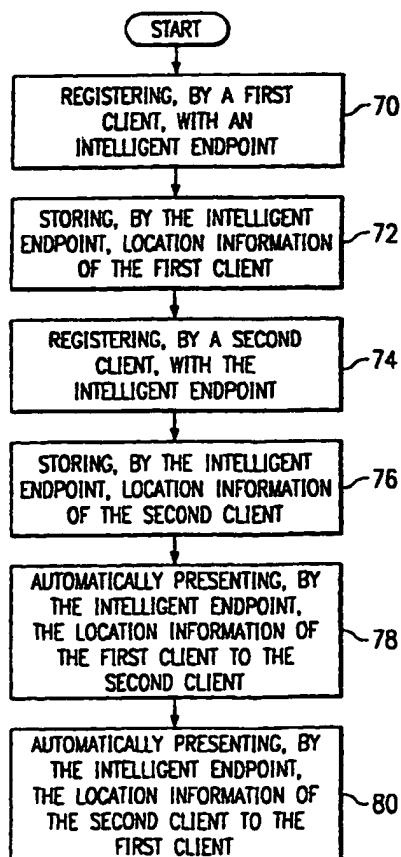 START
REGISTERING, BY A FIRST
CLIENT, WITH AN
INTELLIGENT ENDPOINT
70
STORING, BY THE INTELLIGENT
ENDPOINT, LOCATION INFORMATION
OF THE FIRST CLIENT
72
REGISTERING, BY A SECOND
CLIENT, WITH THE
INTELLIGENT ENDPOINT
74
STORING, BY THE INTELLIGENT
ENDPOINT, LOCATION INFORMATION
OF THE SECOND CLIENT
76
AUTOMATICALLY PRESENTING, BY
THE INTELLIGENT ENDPOINT,
THE LOCATION INFORMATION OF
THE FIRST CLIENT TO THE
SECOND CLIENT
78
AUTOMATICALLY PRESENTING, BY
THE INTELLIGENT ENDPOINT,
THE LOCATION INFORMATION OF
THE SECOND CLIENT TO THE
FIRST CLIENT
80